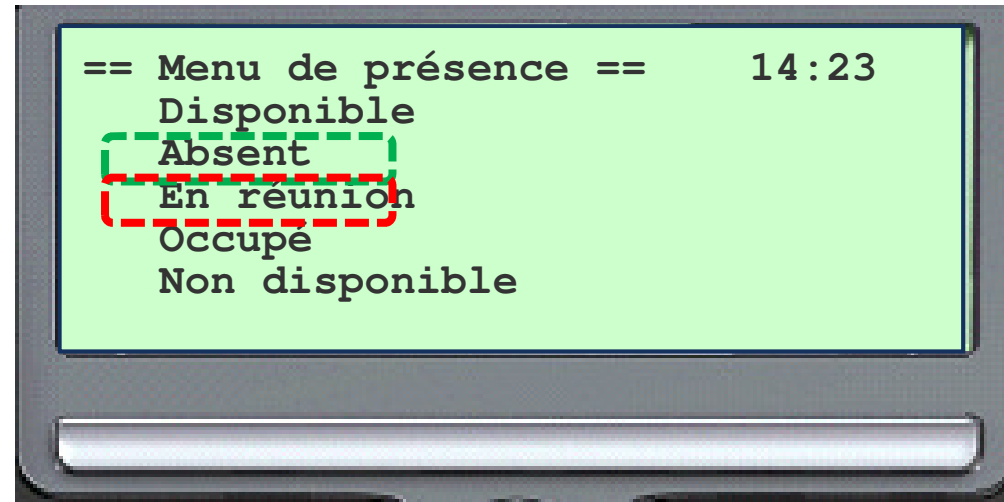 == Menu de présence == 14:23
Disponible
Absent
En réunion
Occupé
Non disponible